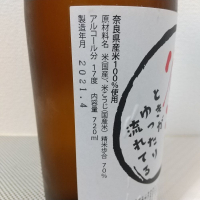 奈良県産米100%使用
原材料名 米(国産)、米こうじ(国産米) 精米歩合 70%
アルコール分 17度 内容量 720ml
製造年月 2021.4
ときが
ゆったり
流れてる